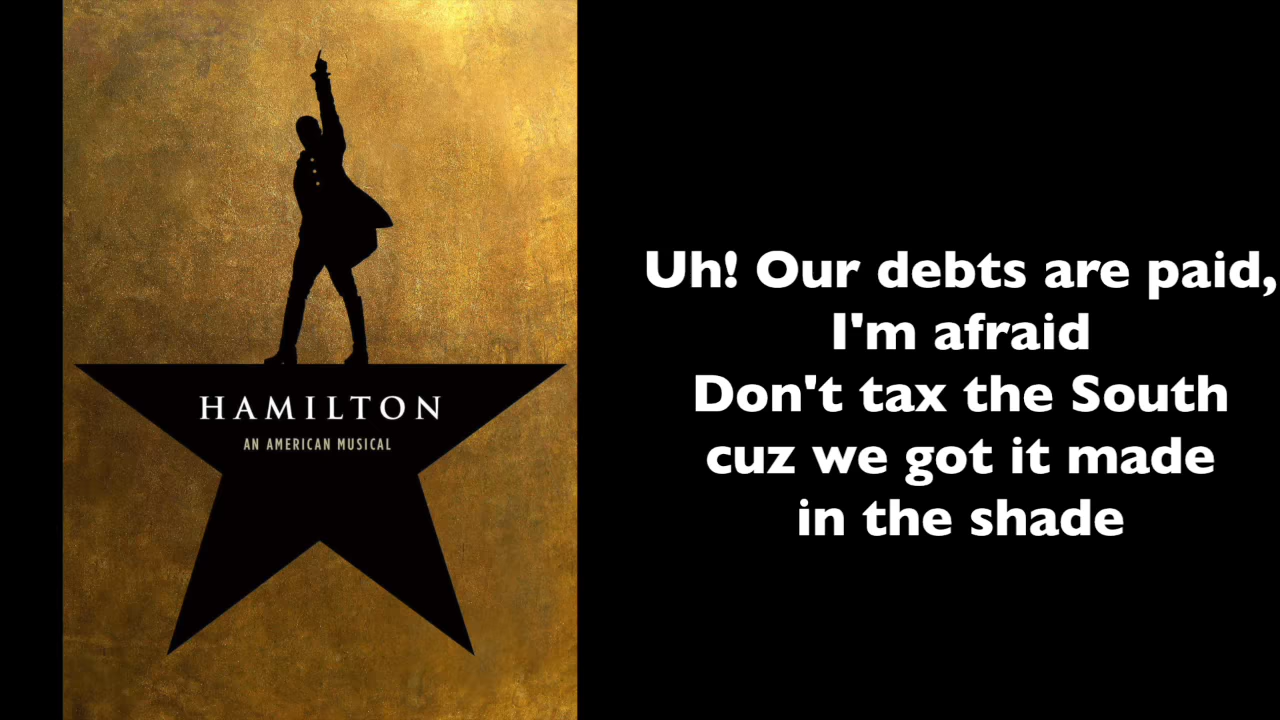 HAMILTON
AN AMERICAN MUSICAL
Uh! Our debts are paid,
I'm afraid
Don't tax the South
cuz we got it made
in the shade